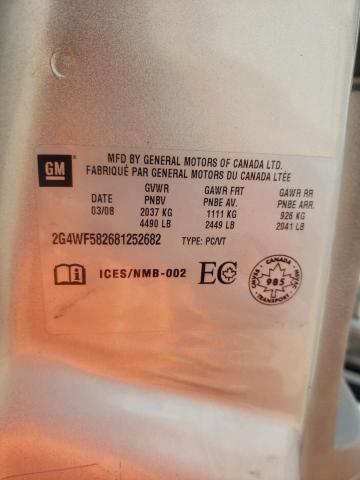 GM
MFD BY GENERAL MOTORS OF CANADA LTD.
FABRIQUÉ PAR GENERAL MOTORS DU CANADA LTÉE
GVWR GAWR FRT GAWR RR
DATE PNBV PNBE AV. PNBE ARR.
03/08 2037 KG 1111 KG 926 KG
4490 LB 2449 LB 2041 LB
2G4WF582681252682 TYPE: PC/VT
ICES/NMB-002 EC
CANADA
985
TRANSPORT